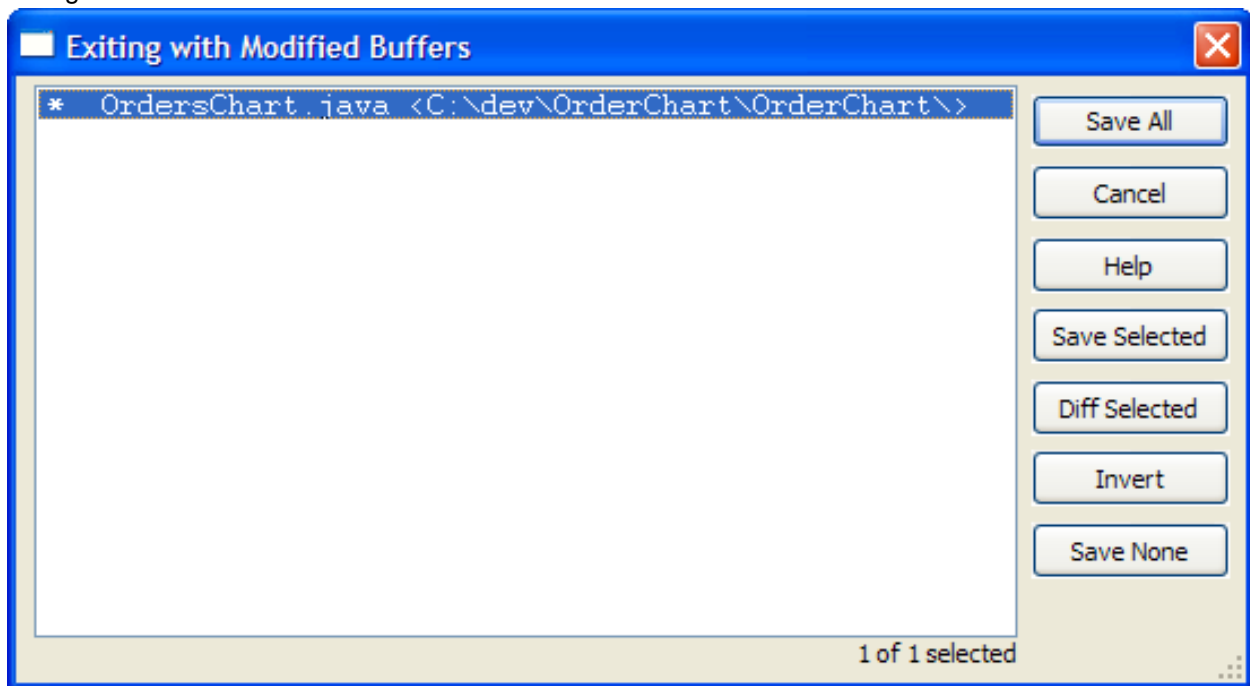 Exiting with Modified Buffers
* OrdersChart.java <C:\dev\OrderChart\OrderChart\>
Save All
Cancel
Help
Save Selected
Diff Selected
Invert
Save None
1 of 1 selected